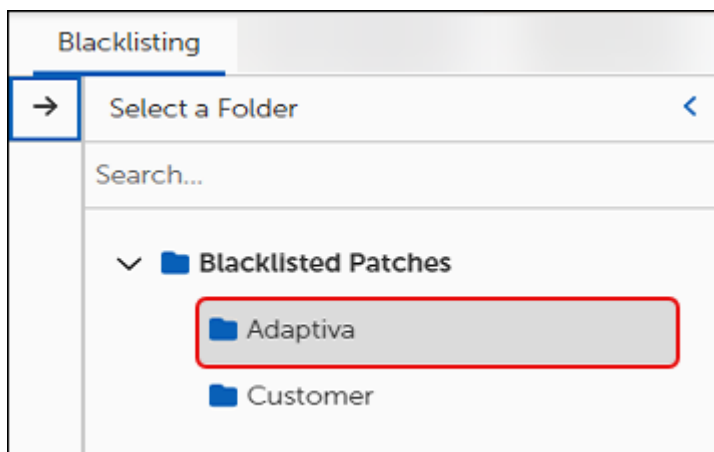 Blacklisting
Select a Folder
Search...
Blacklisted Patches
Adaptiva
Customer